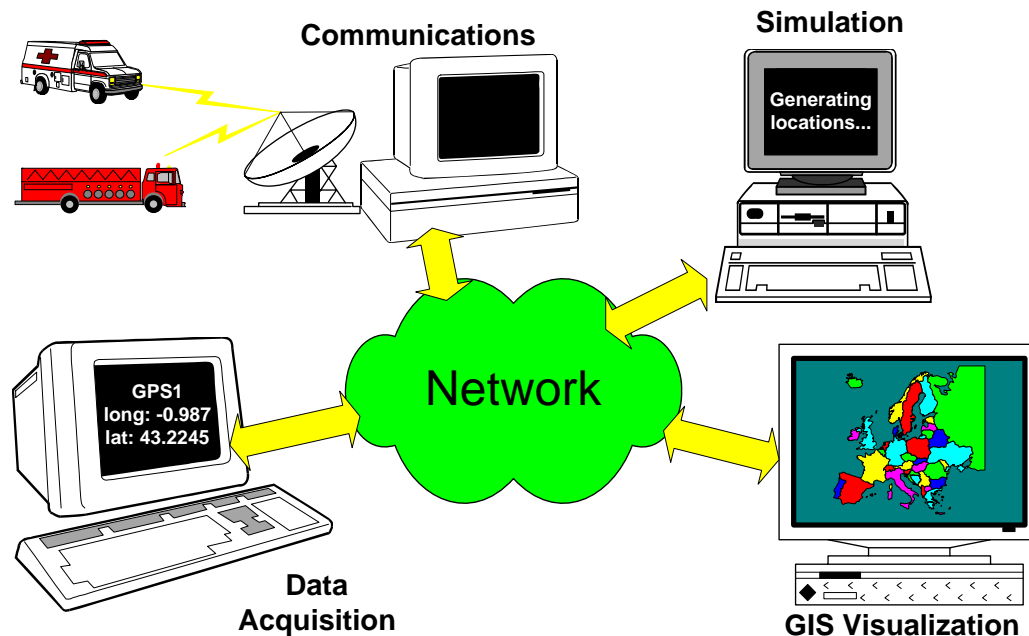 Communications
Simulation
Generating
locations...
Network
GPS1
long: -0.987
lat: 43.2245
Data
Acquisition
GIS Visualization